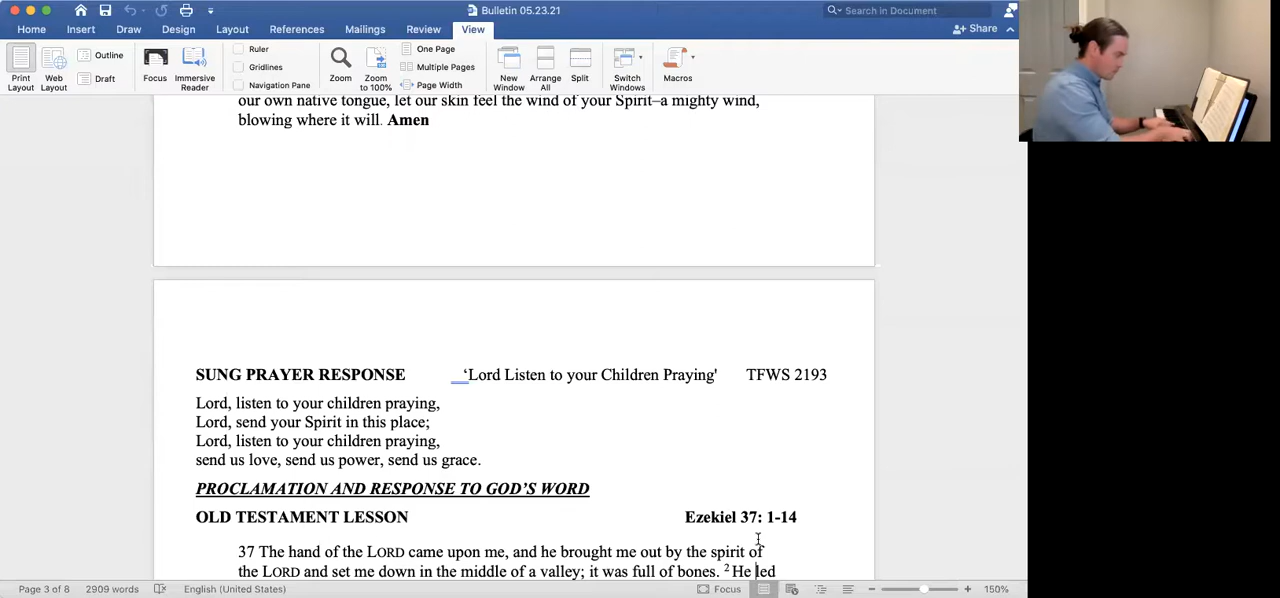 Bulletin 05.23.21
Search in Document
Home Insert Draw Design Layout References Mailings Review View
Share
Print Layout
Web Layout
Outline
Draft
Focus
Immersive Reader
Ruler
Gridlines
Navigation Pane
Zoom
Zoom to 100%
One Page
Multiple Pages
Page Width
New Window
Arrange All
Split
Switch Windows
Macros
our own native tongue, let our skin feel the wind of your Spirit–a mighty wind,
blowing where it will. Amen
SUNG PRAYER RESPONSE ‘Lord Listen to your Children Praying' TFWS 2193
Lord, listen to your children praying,
Lord, send your Spirit in this place;
Lord, listen to your children praying,
send us love, send us power, send us grace.
PROCLAMATION AND RESPONSE TO GOD’S WORD
OLD TESTAMENT LESSON Ezekiel 37: 1-14
37 The hand of the LORD came upon me, and he brought me out by the spirit of
the LORD and set me down in the middle of a valley; it was full of bones. 2 He led
Page 3 of 8 2909 words English (United States) Focus 150%